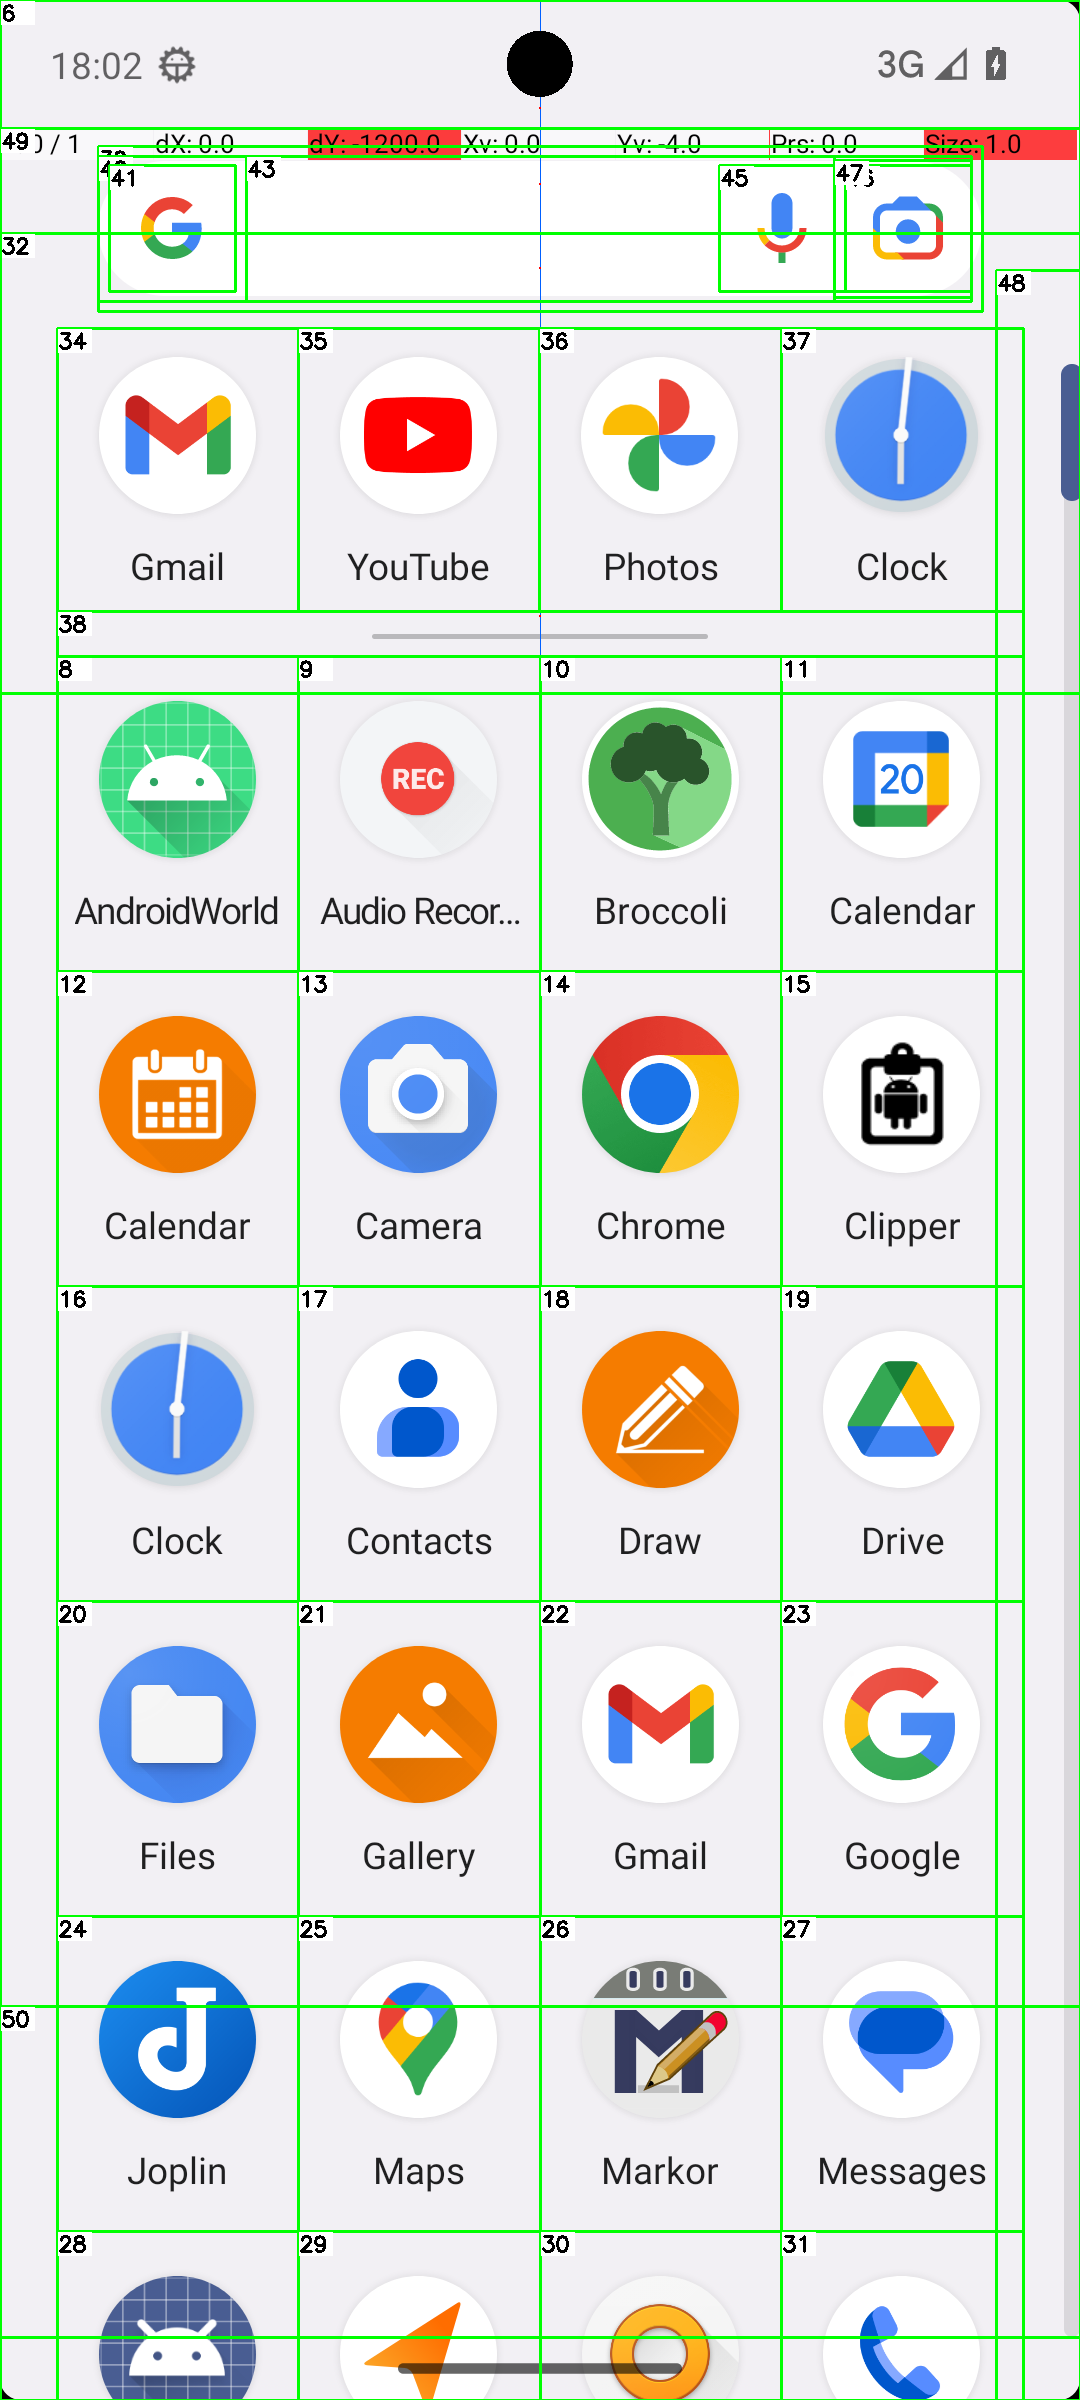 6
18:02 3G
49 0 / 1 dX: 0.0 dY: -1200.0 Xv: 0.0 Yv: -4.0 Prs: 0.0 Size: 1.0
41 43 45 47
32
48
34 35 36 37
Gmail YouTube Photos Clock
38
8 9 10 11
REC 20
AndroidWorld Audio Recor... Broccoli Calendar
12 13 14 15
Calendar Camera Chrome Clipper
16 17 18 19
Clock Contacts Draw Drive
20 21 22 23
Files Gallery Gmail Google
24 25 26 27
50
Joplin Maps Markor Messages
28 29 30 31